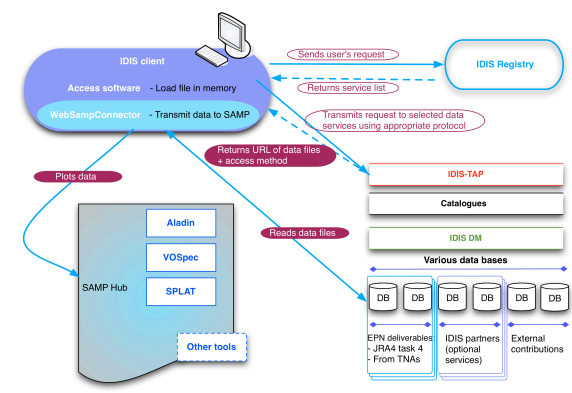 IDIS client
Access software - Load file in memory
WebSampConnector - Transmit data to SAMP
Sends user's request
Returns service list
IDIS Registry
Transmits request to selected data
services using appropriate protocol
Returns URL of data files
+ access method
Plots data
Reads data files
IDIS-TAP
Catalogues
IDIS DM
Various data bases
DB DB DB DB DB DB
EPN deliverables:
- JRA4 task 4
- From TNAs
IDIS partners
(optional
services)
External
contributions
SAMP Hub
Aladin
VOSpec
SPLAT
Other tools